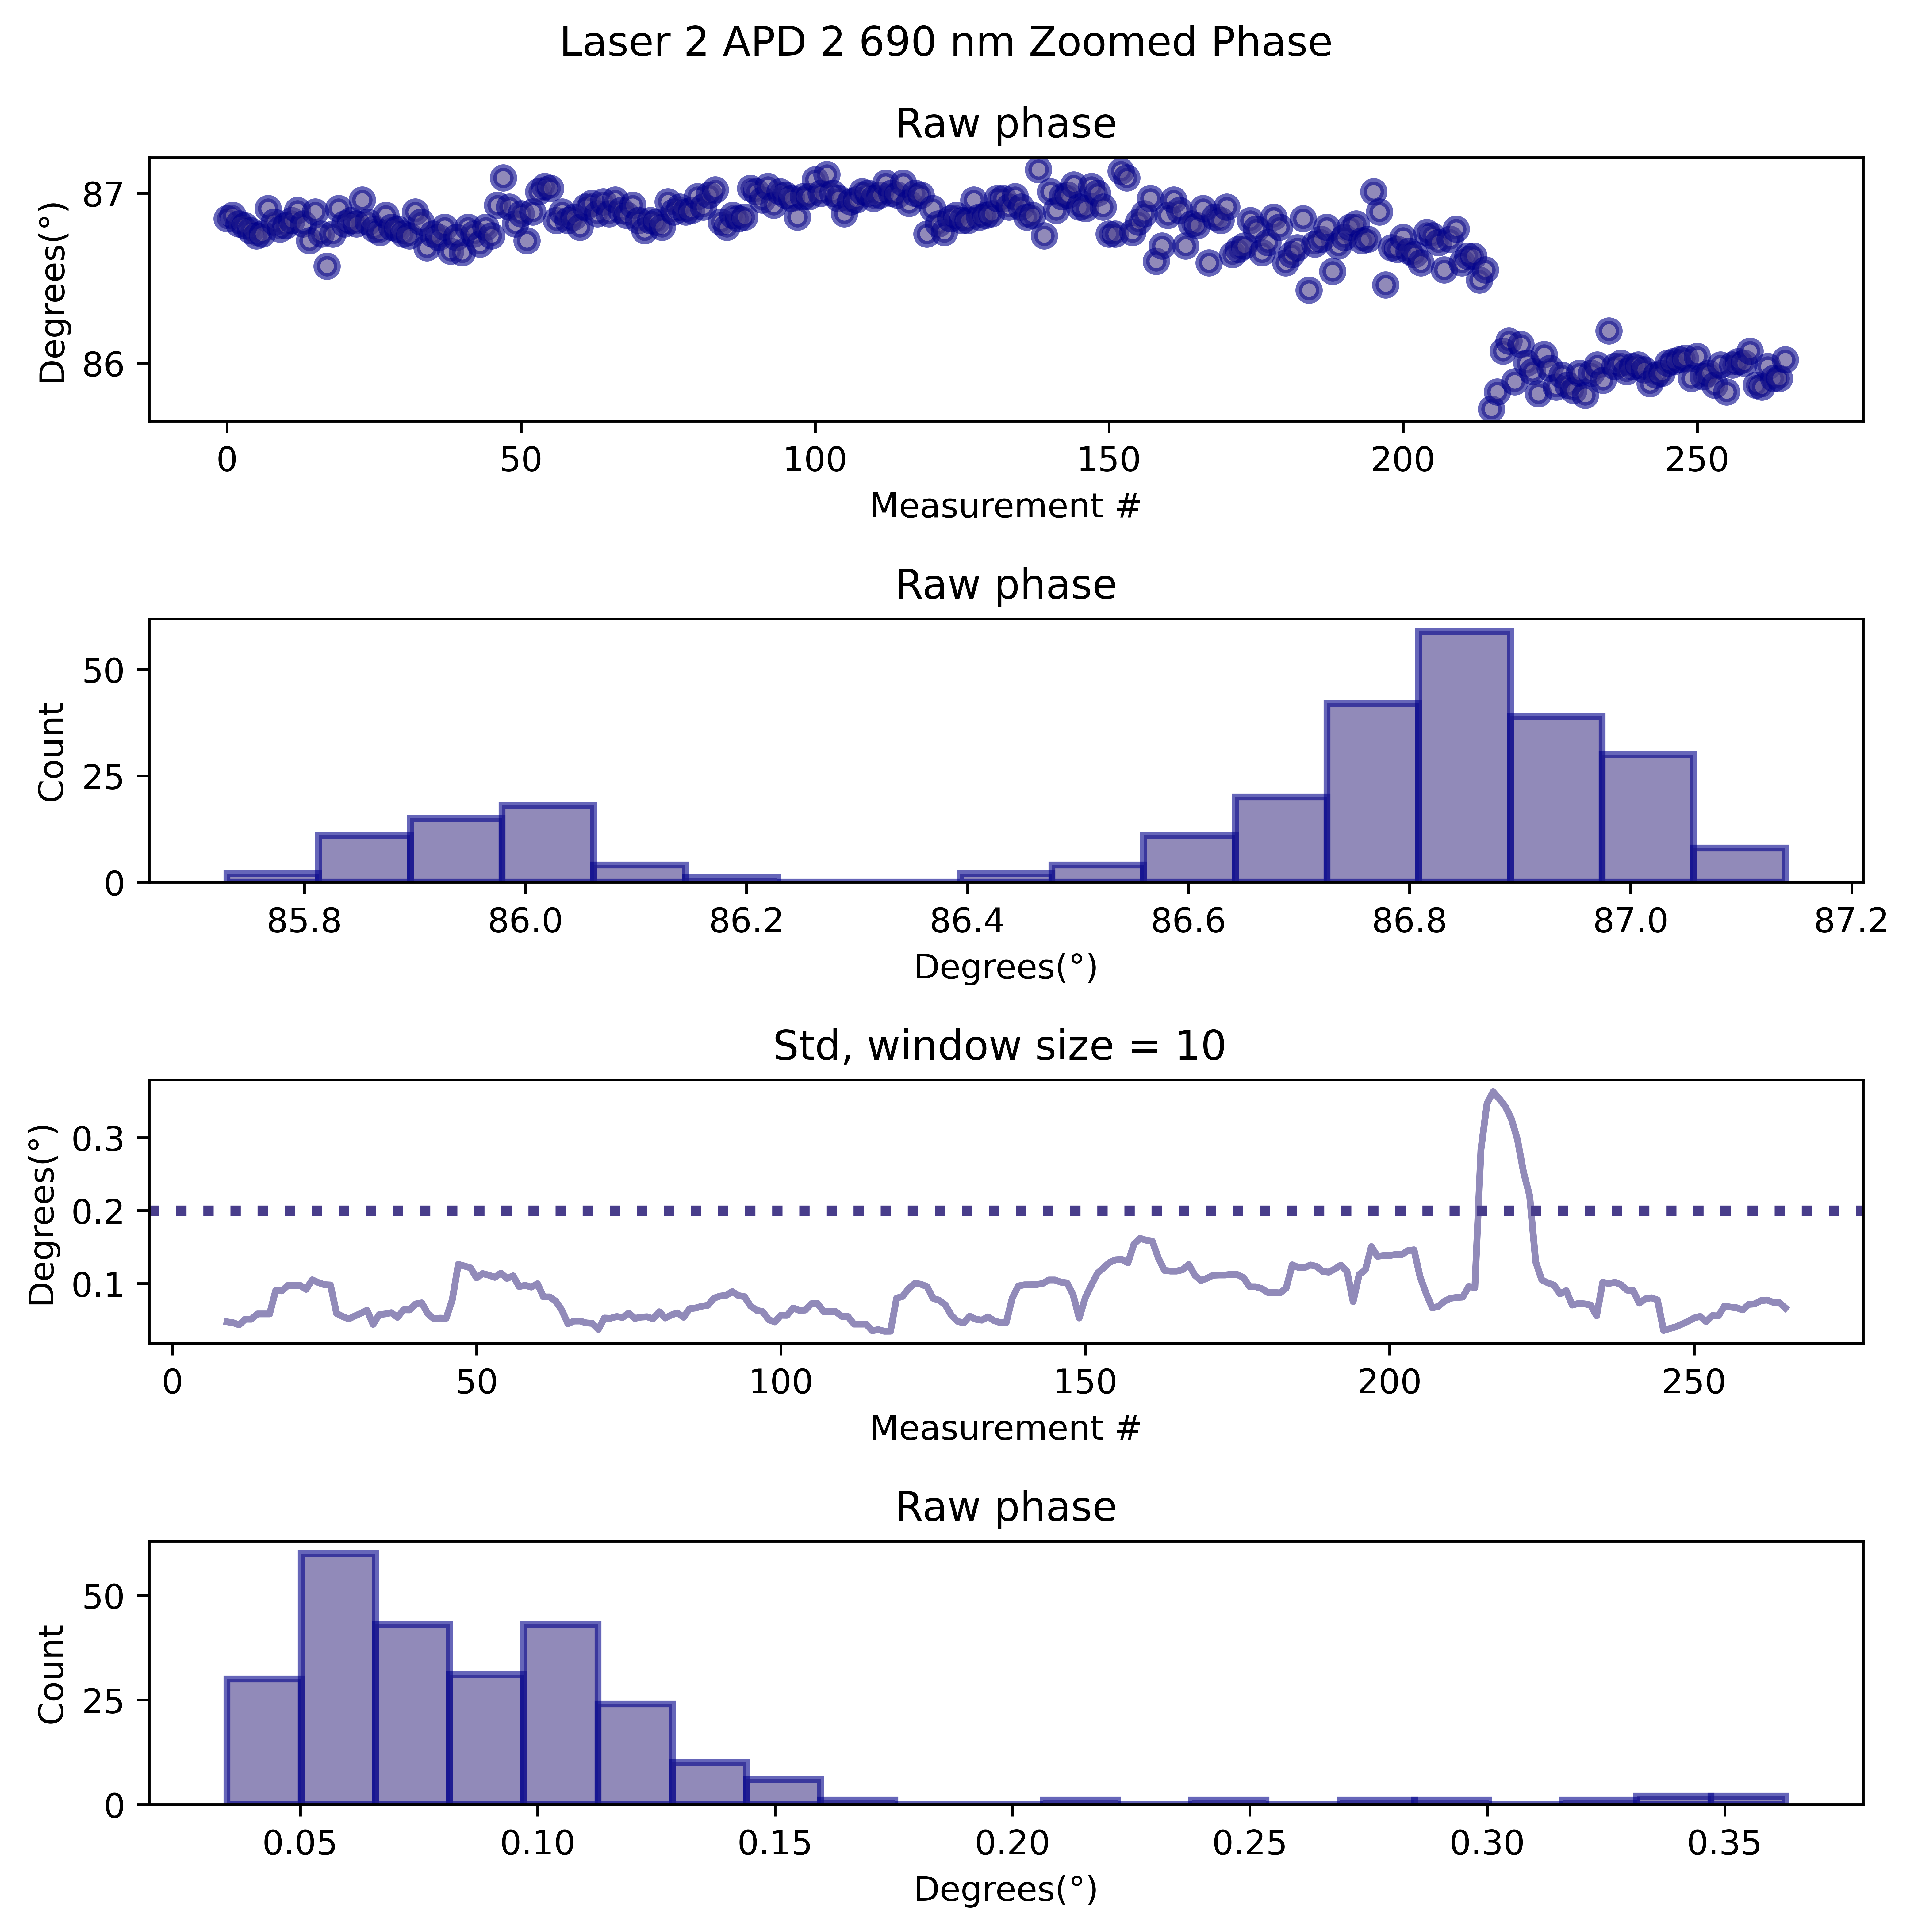 Laser 2 APD 2 690 nm Zoomed Phase
Raw phase
Degrees(°)
87
86
0 50 100 150 200 250
Measurement #
Raw phase
Count
50
25
0
85.8 86.0 86.2 86.4 86.6 86.8 87.0 87.2
Degrees(°)
Std, window size = 10
Degrees(°)
0.3
0.2
0.1
0 50 100 150 200 250
Measurement #
Raw phase
Count
50
25
0
0.05 0.10 0.15 0.20 0.25 0.30 0.35
Degrees(°)